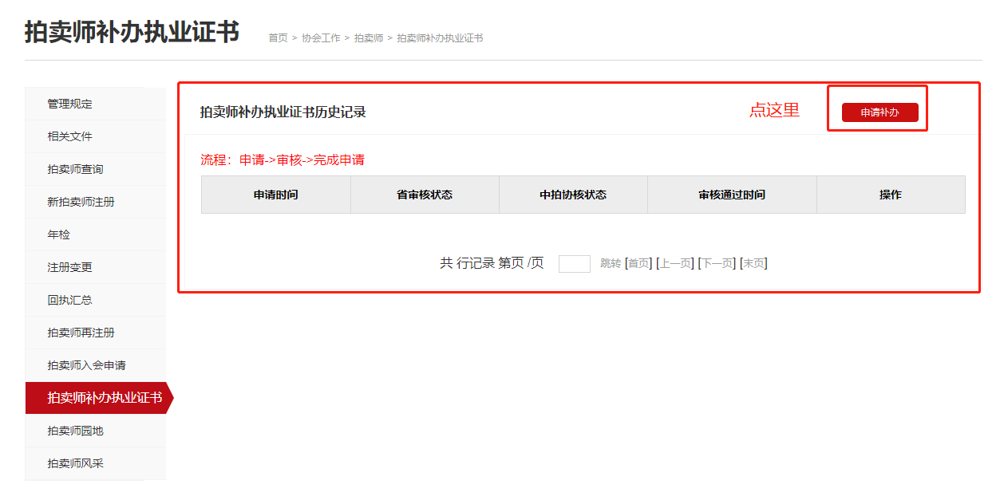 拍卖师补办执业证书
首页 > 协会工作 > 拍卖师 > 拍卖师补办执业证书
管理规定
相关文件
拍卖师查询
新拍卖师注册
年检
注册变更
回执汇总
拍卖师再注册
拍卖师入会申请
拍卖师补办执业证书
拍卖师园地
拍卖师风采
拍卖师补办执业证书历史记录
点这里
申请补办
流程：申请->审核->完成申请
申请时间 省审核状态 中拍协核状态 审核通过时间 操作
共 行记录 第页 /页 跳转 [首页] [上一页] [下一页] [末页]